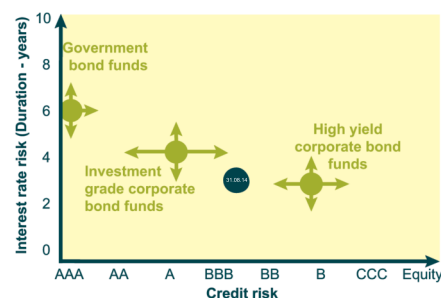 10
8
6
4
2
0
Interest rate risk (Duration - years)
Government
bond funds
Investment
grade corporate
bond funds
31.08.14
High yield
corporate bond
funds
AAA AA A BBB BB B CCC Equity
Credit risk